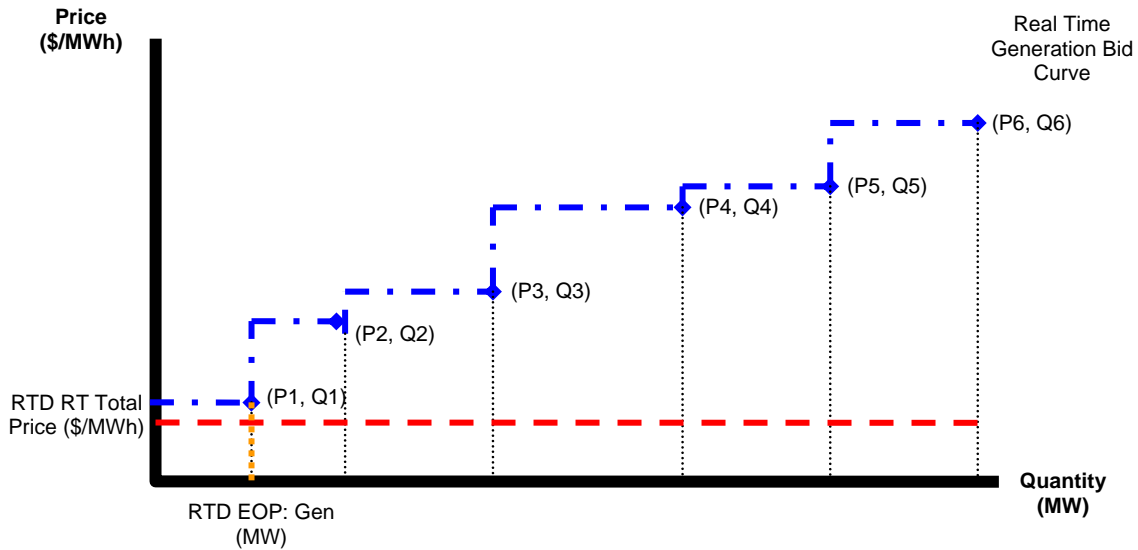 Price
($/MWh)
Real Time
Generation Bid
Curve
(P6, Q6)
(P5, Q5)
(P4, Q4)
(P3, Q3)
(P2, Q2)
(P1, Q1)
RTD RT Total
Price ($/MWh)
Quantity
(MW)
RTD EOP: Gen
(MW)